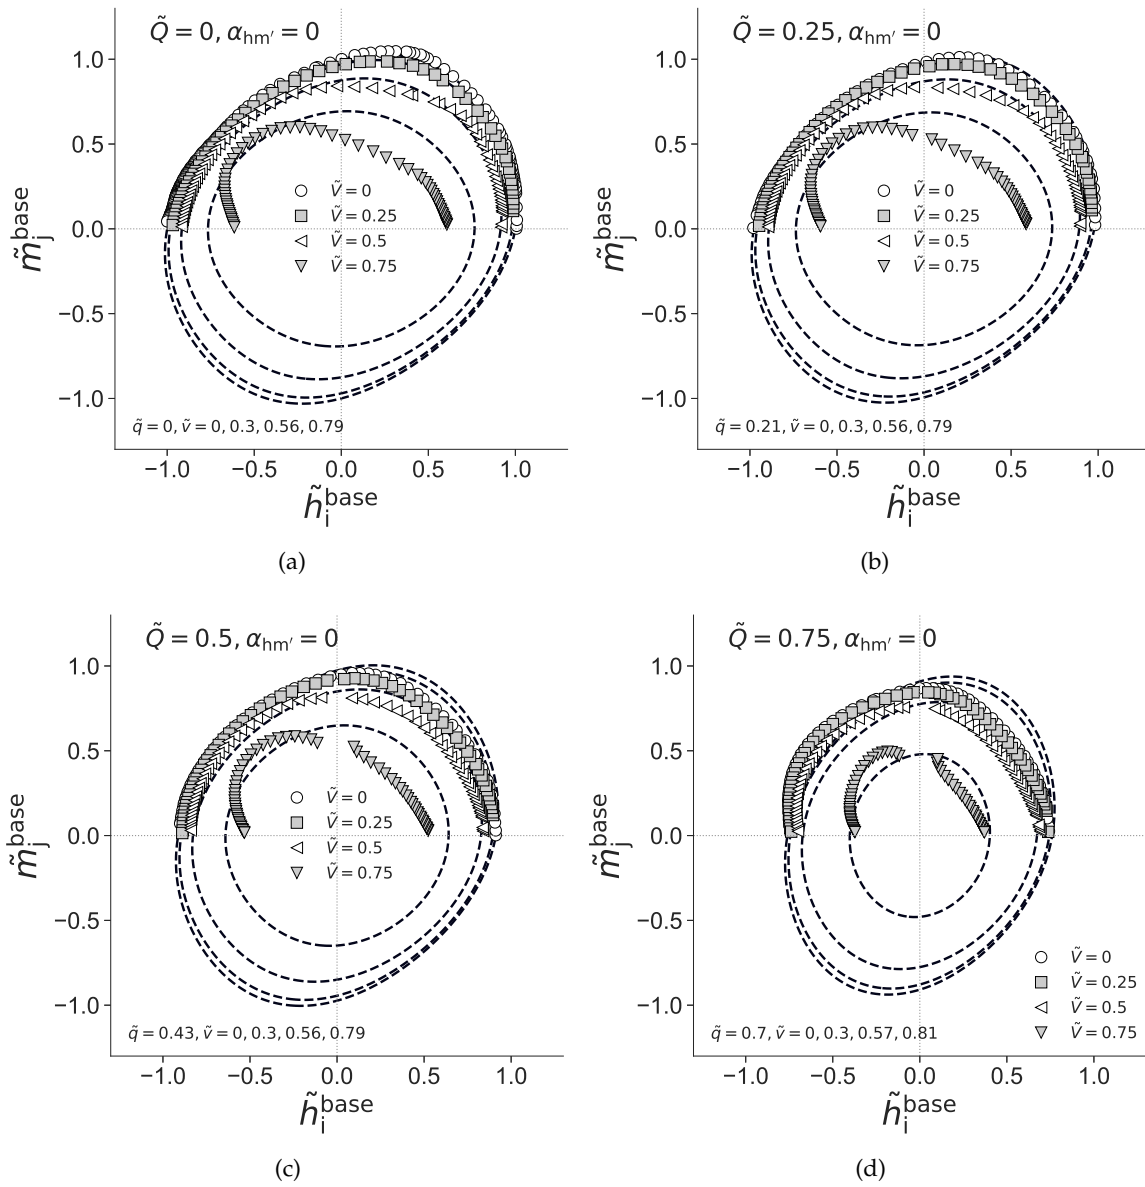 Q̃ = 0, α_hm′ = 0
1.0
0.5
0.0
−0.5
−1.0
m̃_j^base
Ṽ = 0
Ṽ = 0.25
Ṽ = 0.5
Ṽ = 0.75
q̃ = 0, ṽ = 0, 0.3, 0.56, 0.79
−1.0 −0.5 0.0 0.5 1.0
h̃_i^base
(a)
Q̃ = 0.25, α_hm′ = 0
1.0
0.5
0.0
−0.5
−1.0
m̃_j^base
Ṽ = 0
Ṽ = 0.25
Ṽ = 0.5
Ṽ = 0.75
q̃ = 0.21, ṽ = 0, 0.3, 0.56, 0.79
−1.0 −0.5 0.0 0.5 1.0
h̃_i^base
(b)
Q̃ = 0.5, α_hm′ = 0
1.0
0.5
0.0
−0.5
−1.0
m̃_j^base
Ṽ = 0
Ṽ = 0.25
Ṽ = 0.5
Ṽ = 0.75
q̃ = 0.43, ṽ = 0, 0.3, 0.56, 0.79
−1.0 −0.5 0.0 0.5 1.0
h̃_i^base
(c)
Q̃ = 0.75, α_hm′ = 0
1.0
0.5
0.0
−0.5
−1.0
m̃_j^base
Ṽ = 0
Ṽ = 0.25
Ṽ = 0.5
Ṽ = 0.75
q̃ = 0.7, ṽ = 0, 0.3, 0.57, 0.81
−1.0 −0.5 0.0 0.5 1.0
h̃_i^base
(d)